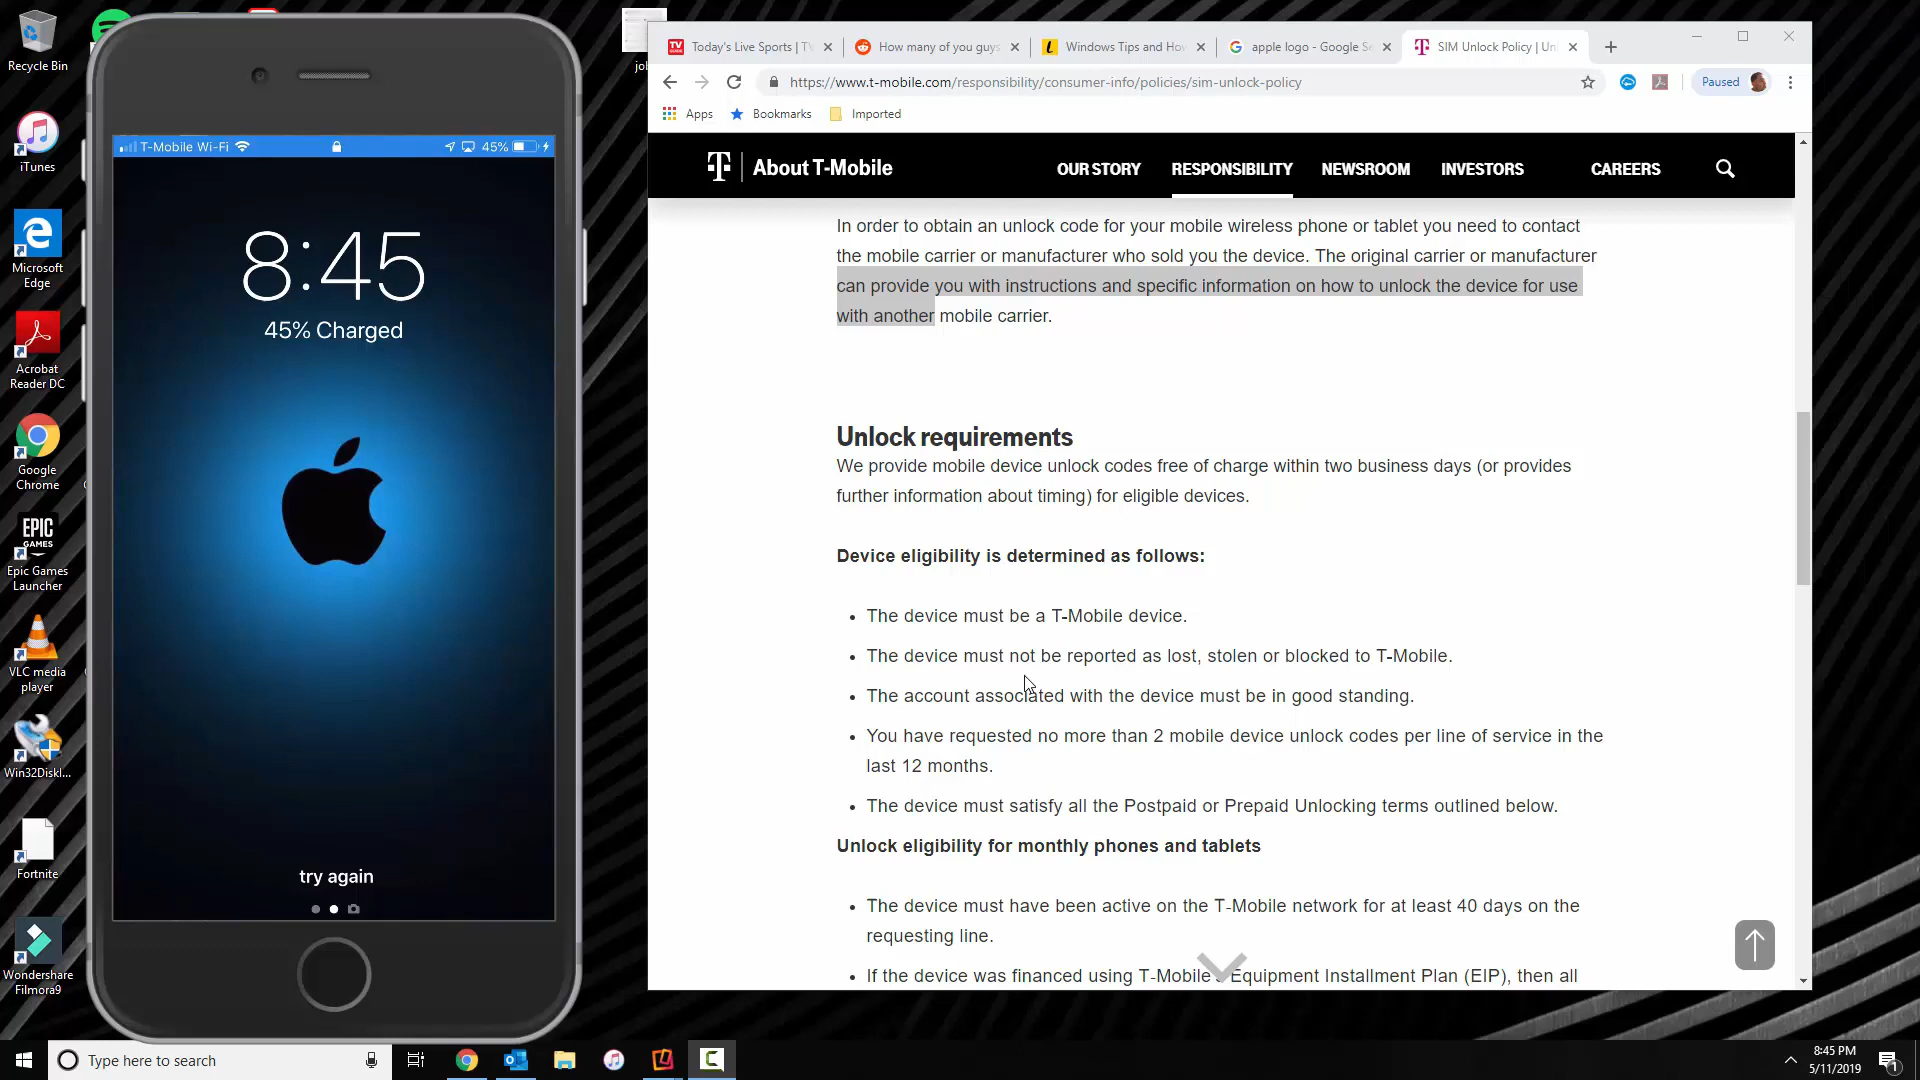 Recycle Bin
iTunes
Microsoft
Edge
Acrobat
Reader DC
Google
Chrome
EPIC
GAMES
Epic Games
Launcher
VLC media
player
Win32Diskl...
Fortnite
Wondershare
Filmora9
T-Mobile Wi-Fi
45%
8:45
45% Charged
try again
Today's Live Sports | TV
How many of you guys
Windows Tips and How
apple logo - Google Se
SIM Unlock Policy | Un
https://www.t-mobile.com/responsibility/consumer-info/policies/sim-unlock-policy
Paused
Apps
Bookmarks
Imported
About T-Mobile
OUR STORY
RESPONSIBILITY
NEWSROOM
INVESTORS
CAREERS
In order to obtain an unlock code for your mobile wireless phone or tablet you need to contact
the mobile carrier or manufacturer who sold you the device. The original carrier or manufacturer
can provide you with instructions and specific information on how to unlock the device for use
with another mobile carrier.
Unlock requirements
We provide mobile device unlock codes free of charge within two business days (or provides
further information about timing) for eligible devices.
Device eligibility is determined as follows:
• The device must be a T-Mobile device.
• The device must not be reported as lost, stolen or blocked to T-Mobile.
• The account associated with the device must be in good standing.
• You have requested no more than 2 mobile device unlock codes per line of service in the
last 12 months.
• The device must satisfy all the Postpaid or Prepaid Unlocking terms outlined below.
Unlock eligibility for monthly phones and tablets
• The device must have been active on the T-Mobile network for at least 40 days on the
requesting line.
• If the device was financed using T-Mobile's Equipment Installment Plan (EIP), then all
Type here to search
8:45 PM
5/11/2019
1